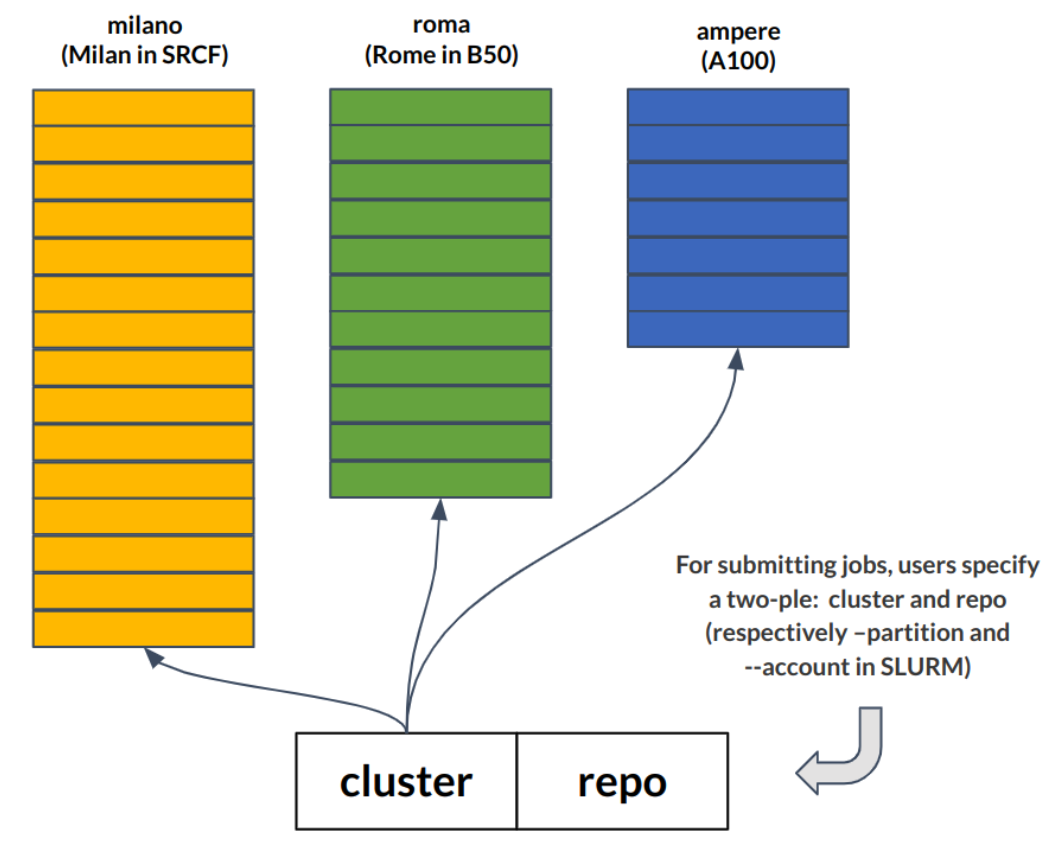 milano
(Milan in SRCF)
roma
(Rome in B50)
ampere
(A100)
For submitting jobs, users specify
a two-ple: cluster and repo
(respectively –partition and
--account in SLURM)
cluster
repo